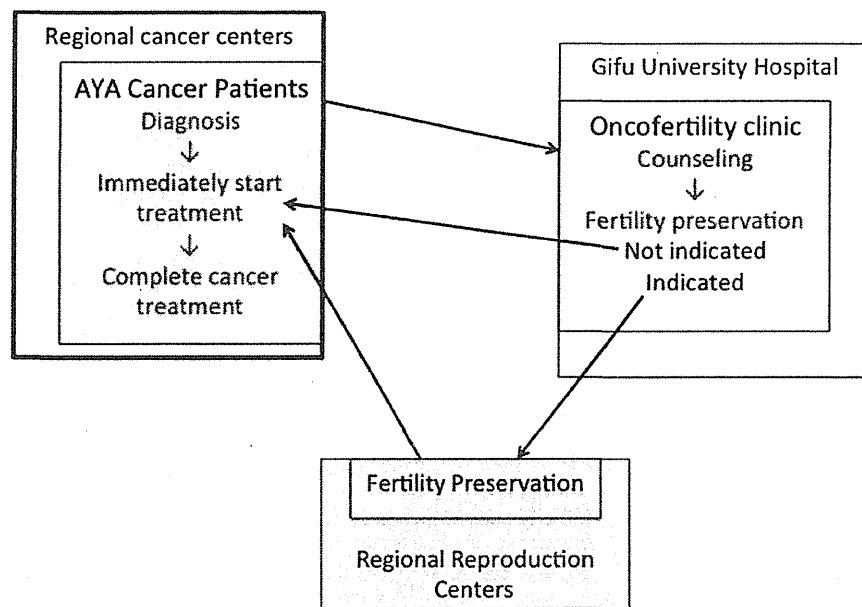 Regional cancer centers
AYA Cancer Patients
Diagnosis
↓
Immediately start
treatment
↓
Complete cancer
treatment
Gifu University Hospital
Oncofertility clinic
Counseling
↓
Fertility preservation
Not indicated
Indicated
Fertility Preservation
Regional Reproduction
Centers